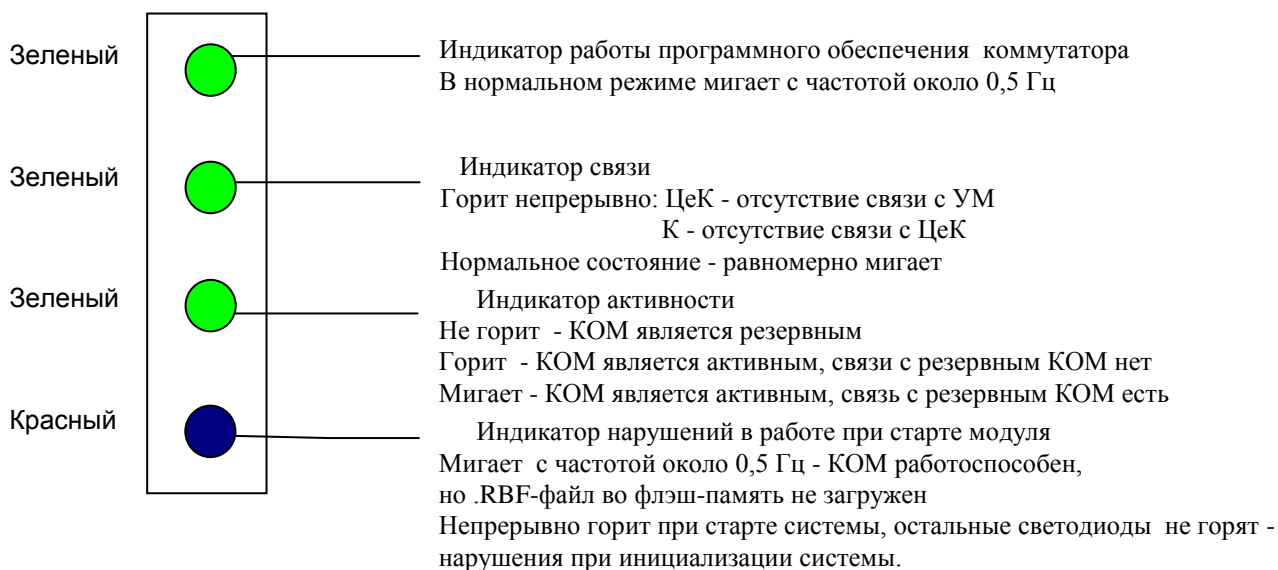 Зеленый
Индикатор работы программного обеспечения коммутатора
В нормальном режиме мигает с частотой около 0,5 Гц
Зеленый
Индикатор связи
Горит непрерывно: ЦеК - отсутствие связи с УМ
К - отсутствие связи с ЦеК
Нормальное состояние - равномерно мигает
Зеленый
Индикатор активности
Не горит - КОМ является резервным
Горит - КОМ является активным, связи с резервным КОМ нет
Мигает - КОМ является активным, связь с резервным КОМ есть
Красный
Индикатор нарушений в работе при старте модуля
Мигает с частотой около 0,5 Гц - КОМ работоспособен,
но .RBF-файл во флэш-память не загружен
Непрерывно горит при старте системы, остальные светодиоды не горят -
нарушения при инициализации системы.